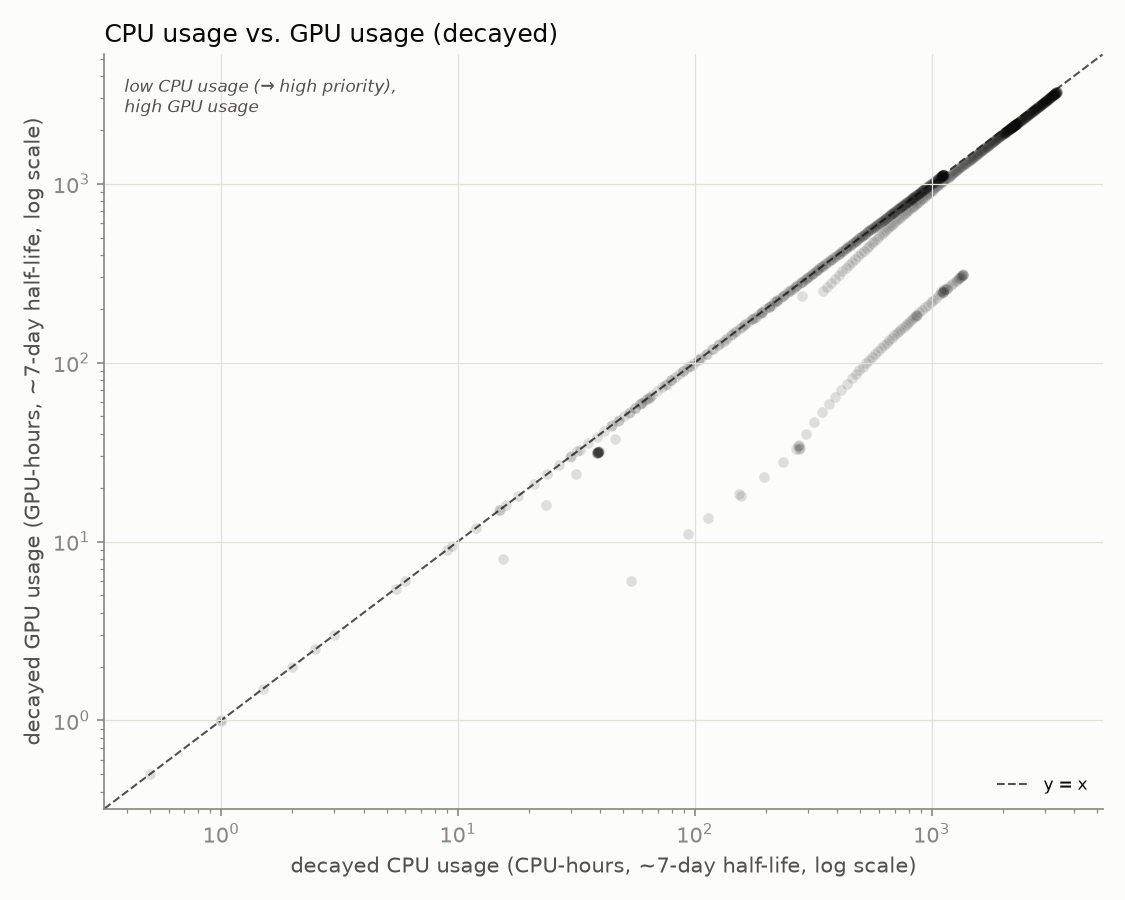 CPU usage vs. GPU usage (decayed)
low CPU usage (→ high priority),
high GPU usage
decayed GPU usage (GPU-hours, ~7-day half-life, log scale)
10³
10²
10¹
10⁰
y = x
10⁰ 10¹ 10² 10³
decayed CPU usage (CPU-hours, ~7-day half-life, log scale)